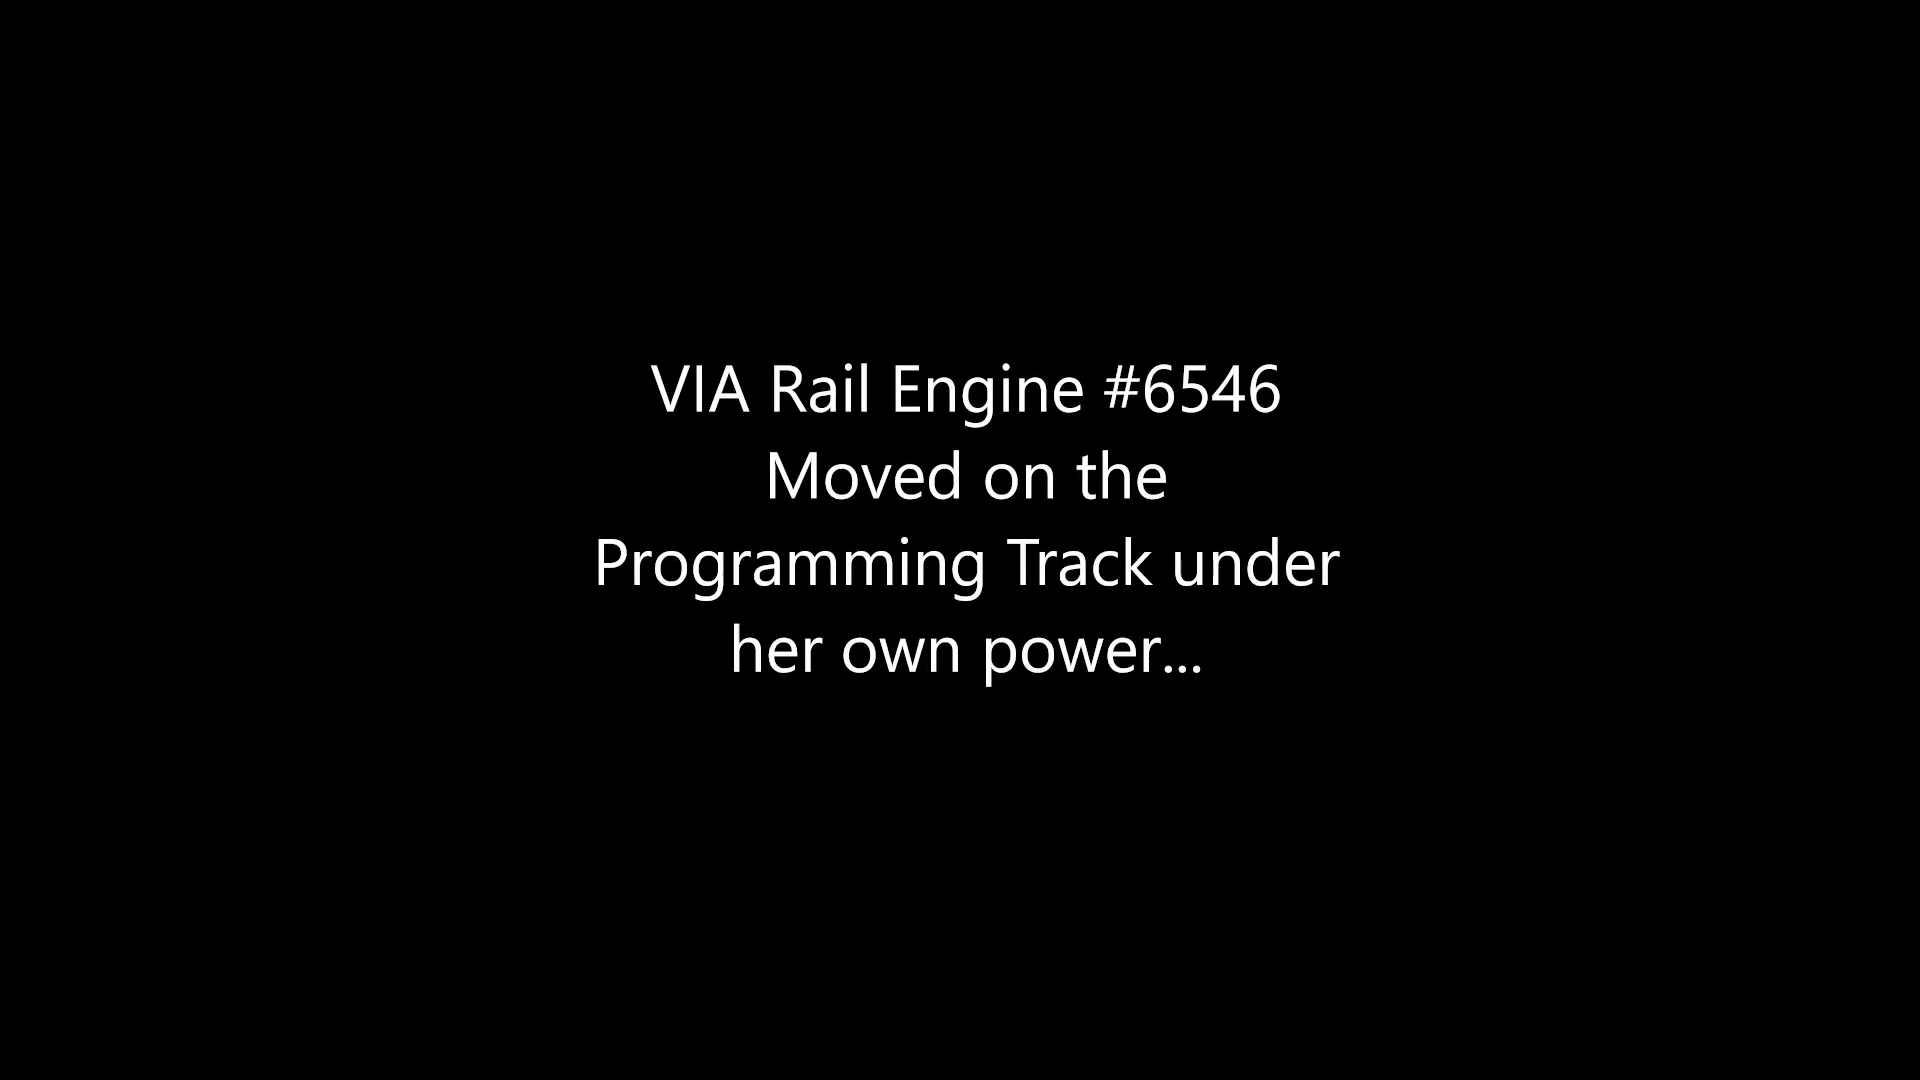 VIA Rail Engine #6546
Moved on the
Programming Track under
her own power...